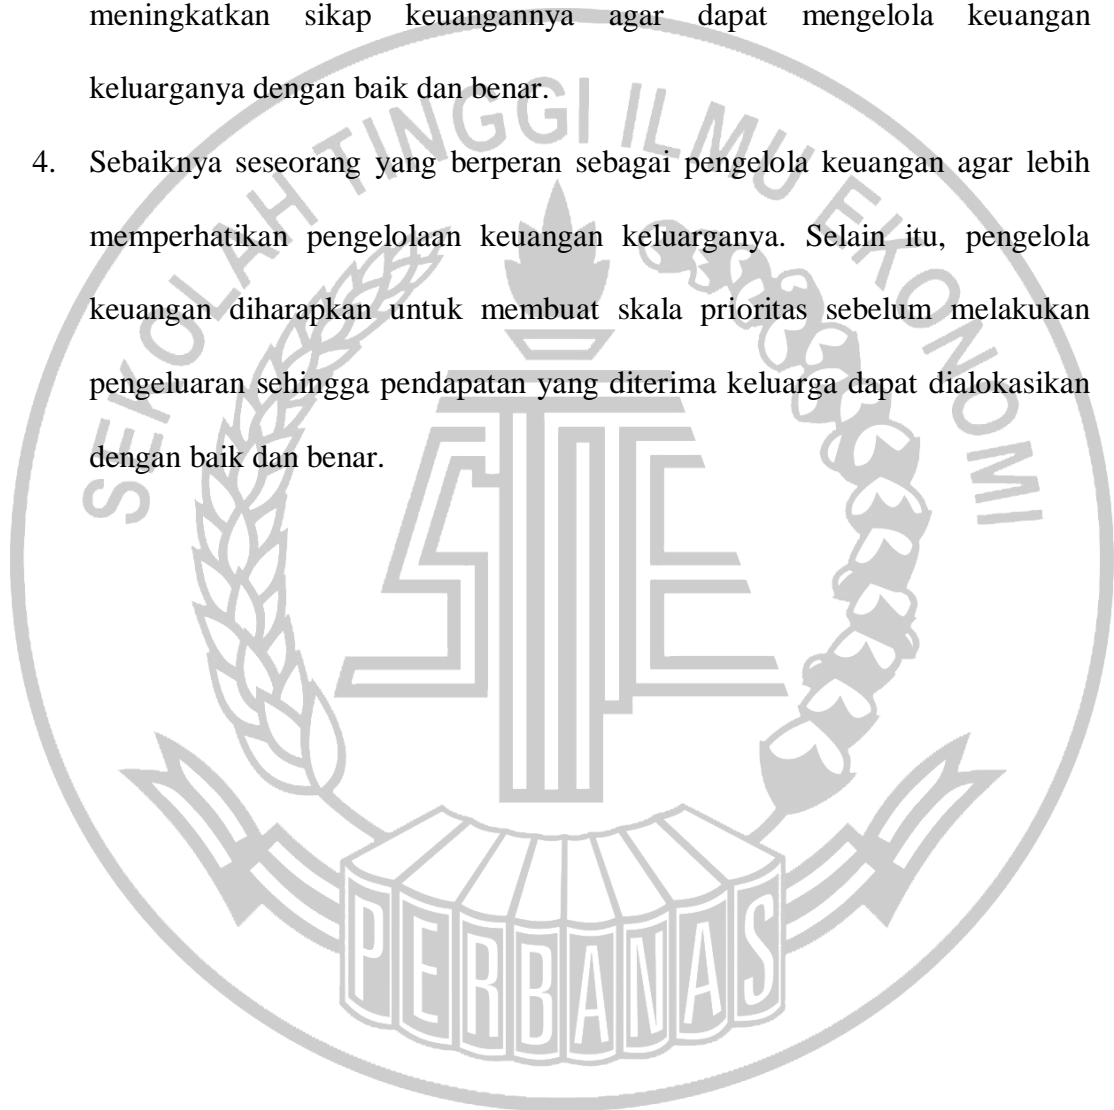 meningkatkan sikap keuangannya agar dapat mengelola keuangan
keluarganya dengan baik dan benar.
4. Sebaiknya seseorang yang berperan sebagai pengelola keuangan agar lebih
memperhatikan pengelolaan keuangan keluarganya. Selain itu, pengelola
keuangan diharapkan untuk membuat skala prioritas sebelum melakukan
pengeluaran sehingga pendapatan yang diterima keluarga dapat dialokasikan
dengan baik dan benar.
SEKOLAH TINGGI ILMU EKONOMI
STIE
PERBANAS